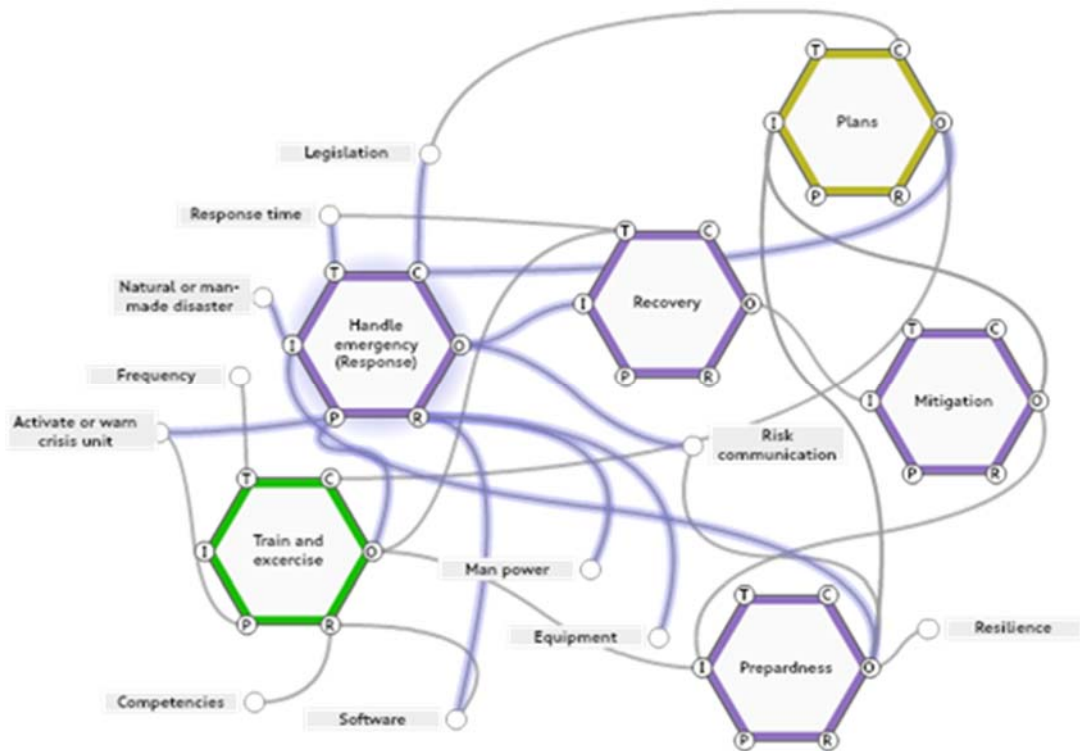 T
C
Plans
I
O
P
R
Legislation
Response time
T
C
Recovery
I
O
P
R
Natural or man-
made disaster
T
C
Handle
emergency
(Response)
I
O
P
R
T
C
Mitigation
I
O
P
R
Frequency
Activate or warn
crisis unit
Risk
communication
T
C
Train and
excercise
I
O
P
R
Man power
Equipment
T
C
Prepardness
I
O
P
R
Resilience
Competencies
Software